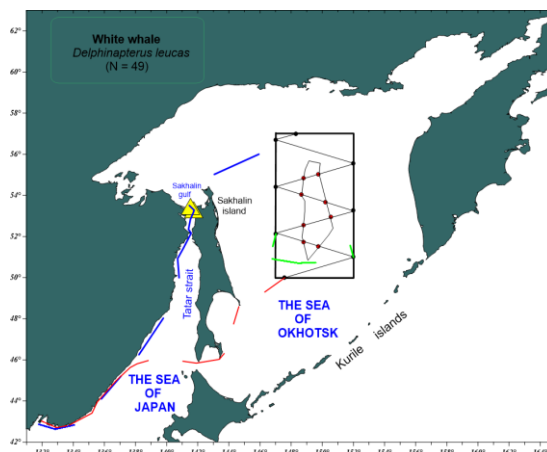 62°
White whale
Delphinapterus leucas
(N = 49)
60°
58°
56°
54°
Sakhalin
gulf
Sakhalin
island
52°
Tatar strait
50°
48°
THE SEA
OF
OKHOTSK
Kurile islands
46°
THE SEA
OF
JAPAN
44°
42°